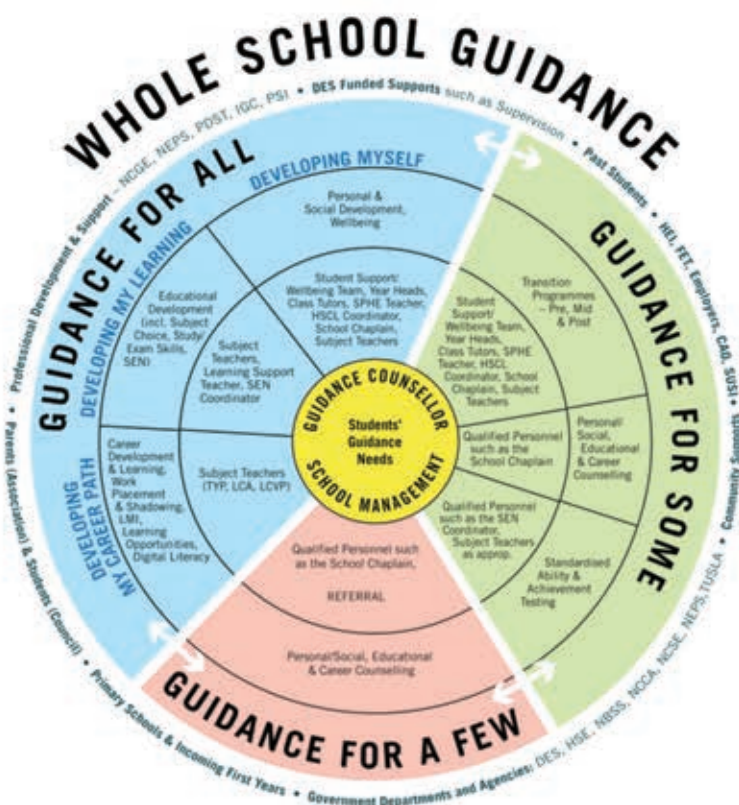 WHOLE SCHOOL GUIDANCE
• Professional Development & Support – NCGE, NEPS, PDST, IGC, PSI • DES Funded Supports such as Supervision • Past Students • HEI, FET, Employers, CAO, SUSI • Community Supports
• Parents (Association) & Students (Council) • Primary Schools & Incoming First Years • Government Departments and Agencies: DES, HSE, NBSS, NCCA, NCSE, NEPS, TUSLA
GUIDANCE FOR ALL
DEVELOPING MYSELF
Personal &
Social Development,
Wellbeing
Student Support/
Wellbeing Team, Year Heads,
Class Tutors, SPHE Teacher,
HSCL Coordinator,
School Chaplain,
Subject Teachers
DEVELOPING MY LEARNING
Educational
Development
(incl. Subject
Choice, Study/
Exam Skills,
SEN)
Subject
Teachers,
Learning Support
Teacher, SEN
Coordinator
DEVELOPING
MY CAREER PATH
Career
Development
& Learning,
Work
Placement
& Shadowing,
LMI,
Learning
Opportunities,
Digital Literacy
Subject Teachers
(TYP, LCA, LCVP)
GUIDANCE COUNSELLOR
Students'
Guidance
Needs
SCHOOL MANAGEMENT
GUIDANCE FOR SOME
Transition
Programmes
– Pre, Mid
& Post
Student
Support/
Wellbeing Team,
Year Heads,
Class Tutors, SPHE
Teacher, HSCL
Coordinator, School
Chaplain, Subject
Teachers
Personal/
Social,
Educational
& Career
Counselling
Qualified Personnel
such as the
School Chaplain
Qualified Personnel
such as the SEN
Coordinator,
Subject Teachers
as approp.
Standardised
Ability &
Achievement
Testing
Qualified Personnel such
as the School Chaplain,
REFERRAL
Personal/Social, Educational
& Career Counselling
GUIDANCE FOR A FEW